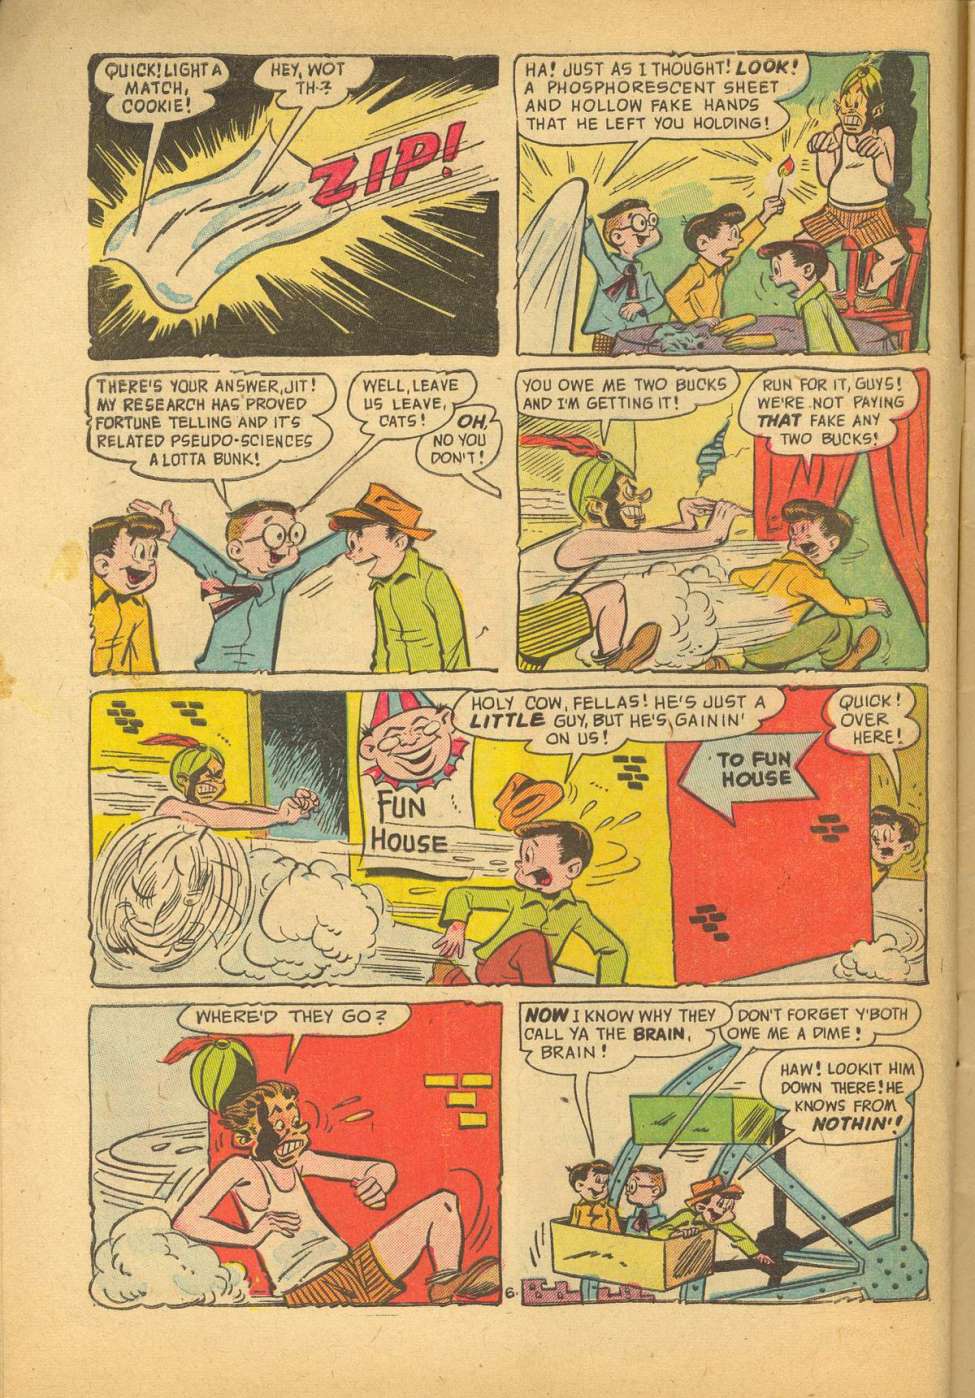 QUICK! LIGHT A
MATCH,
COOKIE!
HEY, WOT
TH-?
ZIP!
HA! JUST AS I THOUGHT! LOOK!
A PHOSPHORESCENT SHEET
AND HOLLOW FAKE HANDS
THAT HE LEFT YOU HOLDING!
THERE'S YOUR ANSWER, JIT!
MY RESEARCH HAS PROVED
FORTUNE TELLING AND IT'S
RELATED PSEUDO-SCIENCES
A LOTTA BUNK!
WELL, LEAVE
US LEAVE,
CATS!
OH,
NO YOU
DON'T!
YOU OWE ME TWO BUCKS
AND I'M GETTING IT!
RUN FOR IT, GUYS!
WE'RE NOT PAYING
THAT FAKE ANY
TWO BUCKS!
FUN
HOUSE
HOLY COW, FELLAS! HE'S JUST A
LITTLE GUY, BUT HE'S, GAININ'
ON US!
TO FUN
HOUSE
QUICK!
OVER
HERE!
WHERE'D THEY GO?
NOW I KNOW WHY THEY
CALL YA THE BRAIN,
BRAIN!
DON'T FORGET Y'BOTH
OWE ME A DIME!
HAW! LOOKIT HIM
DOWN THERE! HE
KNOWS FROM
NOTHIN'!
6